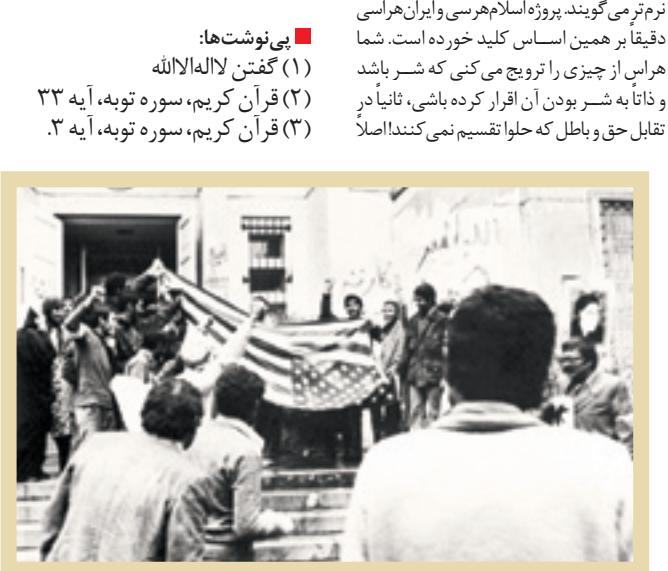 نرم‌تر می‌گویند. پروژه اسلام‌هرسی و ایران‌هراسی
دقیقاً بر همین اســاس کلید خورده است. شما
هراس از چیزی را ترویج می‌کنی که شــر باشد
و ذاتاً به شــر بودن آن اقرار کرده باشی، ثانیاً در
تقابل حق و باطل که حلوا تقسیم نمی‌کنند! اصلاً
پی‌نوشت‌ها:
(۱) گفتن لااله‌الاالله
(۲) قرآن کریم، سوره توبه، آیه ۳۳
(۳) قرآن کریم، سوره توبه، آیه ۳.